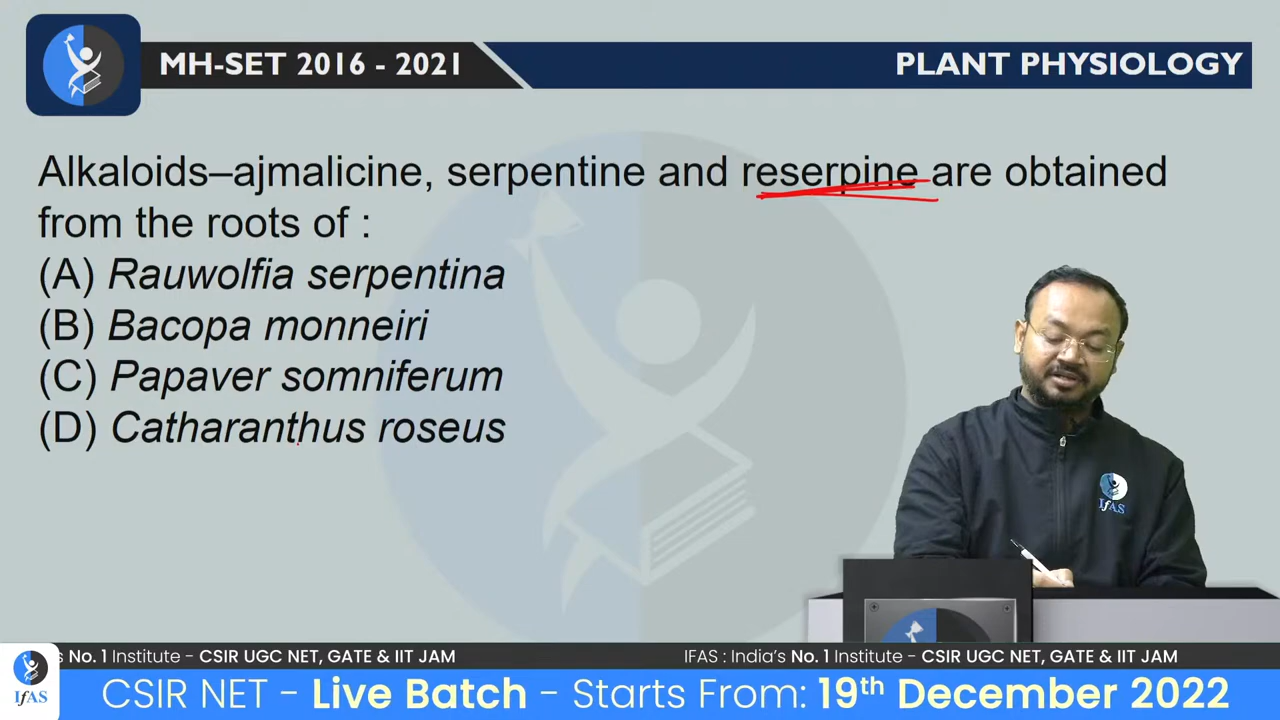 MH-SET 2016 - 2021
PLANT PHYSIOLOGY
Alkaloids–ajmalicine, serpentine and reserpine are obtained
from the roots of :
(A) Rauwolfia serpentina
(B) Bacopa monneiri
(C) Papaver somniferum
(D) Catharanthus roseus
IfAS
s No. 1 Institute - CSIR UGC NET, GATE & IIT JAM
IFAS : India's No. 1 Institute - CSIR UGC NET, GATE & IIT JAM
IfAS
CSIR NET - Live Batch - Starts From: 19th December 2022